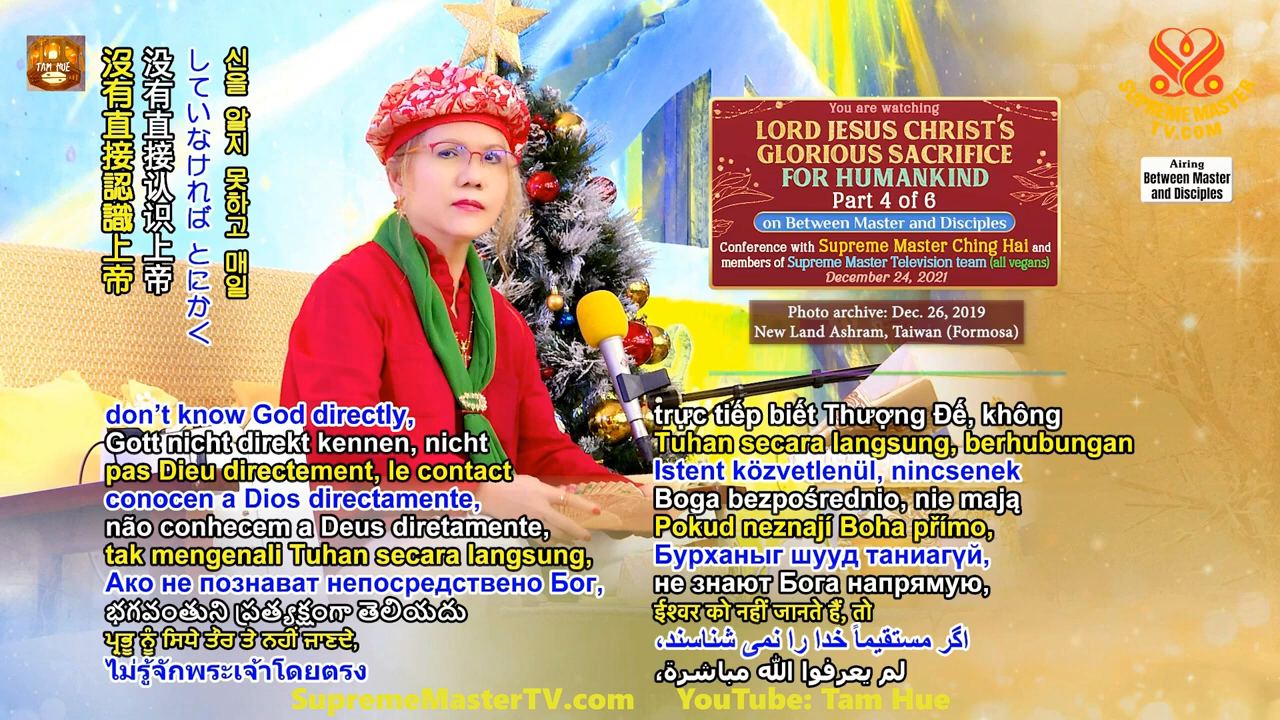 TAM HUE
신을 알지 못하고 매일
していなければ とにかく
没有直接认识上帝
沒有直接認識上帝
You are watching
LORD JESUS CHRIST'S
GLORIOUS SACRIFICE
FOR HUMANKIND
Part 4 of 6
on Between Master and Disciples
Conference with Supreme Master Ching Hai and
members of Supreme Master Television team (all vegans)
December 24, 2021
Photo archive: Dec. 26, 2019
New Land Ashram, Taiwan (Formosa)
SUPREME MASTER
TV.COM
Airing
Between Master
and Disciples
don't know God directly,
Gott nicht direkt kennen, nicht
pas Dieu directement, le contact
conocen a Dios directamente,
não conhecem a Deus diretamente,
tak mengenali Tuhan secara langsung,
Ако не познават непосредствено Бог,
భగవంతుని ప్రత్యక్షంగా తెలియదు
ਪ੍ਰਭੂ ਨੂੰ ਸਿਧੇ ਤੌਰ ਤੇ ਨਹੀਂ ਜਾਣਦੇ,
ไม่รู้จักพระเจ้าโดยตรง
trực tiếp biết Thượng Đế, không
Tuhan secara langsung, berhubungan
Istent közvetlenül, nincsenek
Boga bezpośrednio, nie mają
Pokud neznají Boha přímo,
Бурханыг шууд таниагүй,
не знают Бога напрямую,
ईश्वर को नहीं जानते हैं, तो
اگر مستقیماً خدا را نمی شناسند،
لم يعرفوا الله مباشرة،
SupremeMasterTV.com
YouTube: Tam Hue